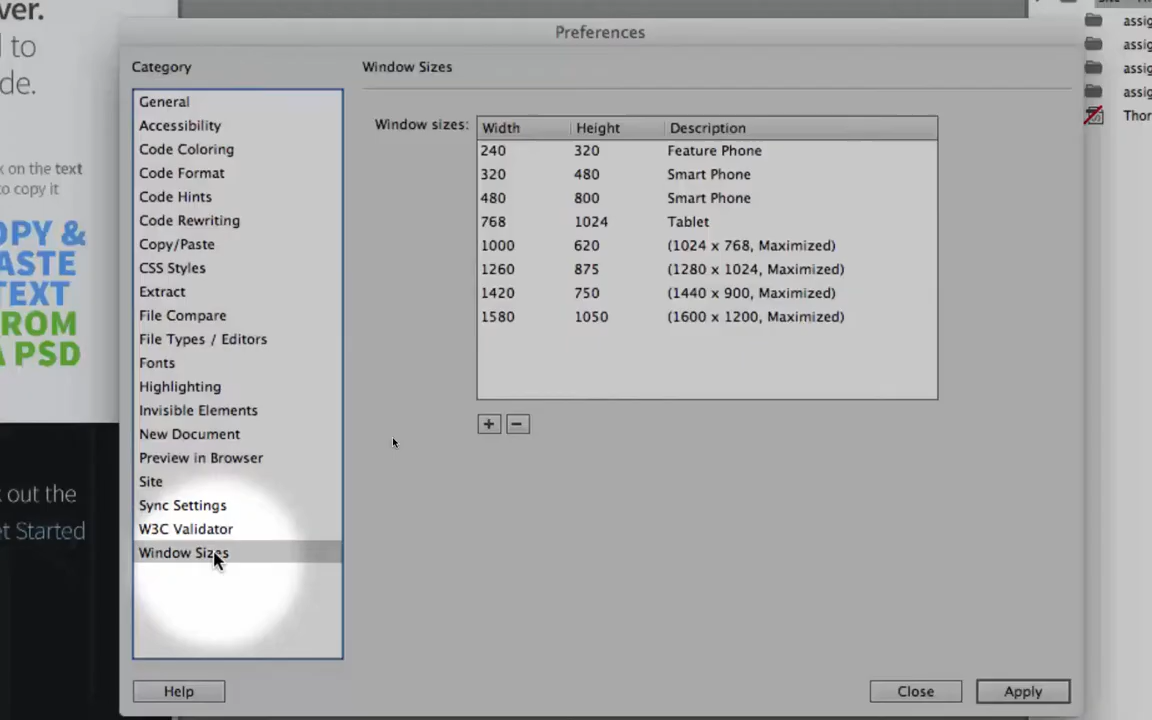 ver.
l to
de.
k on the text
to copy it
OPY &
ASTE
TEXT
ROM
A PSD
k out the
et Started
Preferences
Category
General
Accessibility
Code Coloring
Code Format
Code Hints
Code Rewriting
Copy/Paste
CSS Styles
Extract
File Compare
File Types / Editors
Fonts
Highlighting
Invisible Elements
New Document
Preview in Browser
Site
Sync Settings
W3C Validator
Window Sizes
Window Sizes
Window sizes:
Width Height Description
240 320 Feature Phone
320 480 Smart Phone
480 800 Smart Phone
768 1024 Tablet
1000 620 (1024 x 768, Maximized)
1260 875 (1280 x 1024, Maximized)
1420 750 (1440 x 900, Maximized)
1580 1050 (1600 x 1200, Maximized)
+ −
Help Close Apply
assig
assig
assig
assig
Thor